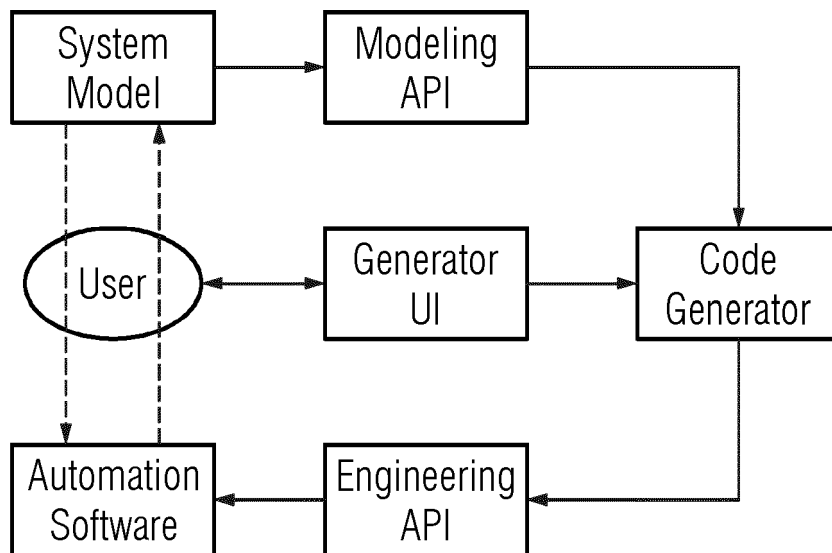 System
Model
Modeling
API
User
Generator
UI
Code
Generator
Automation
Software
Engineering
API